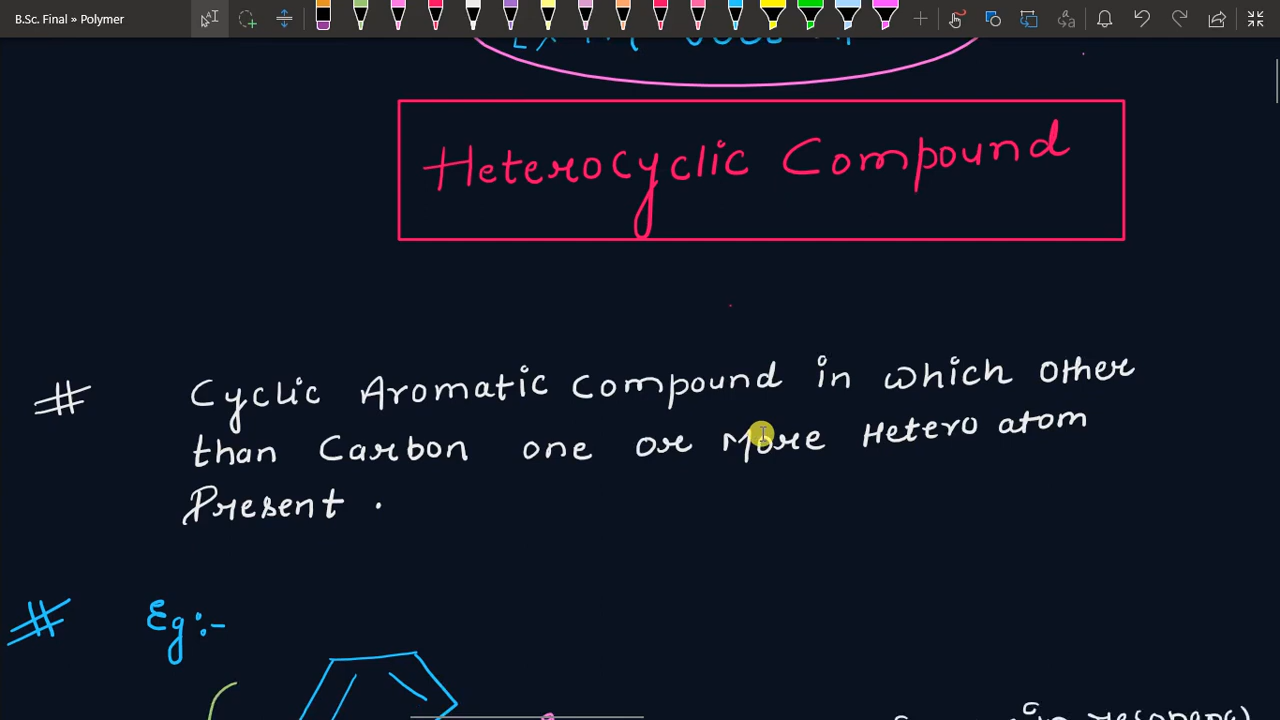 B.Sc. Final » Polymer
Heterocyclic Compound
# Cyclic Aromatic Compound in which other
than Carbon one or More Hetero atom
Present .
# Eg:-